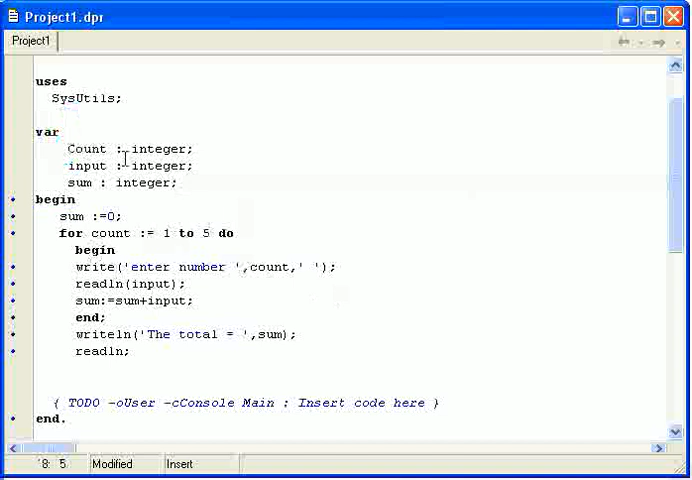 Project1.dpr
Project1
uses
SysUtils;
var
Count : integer;
input : integer;
sum : integer;
begin
sum :=0;
for count := 1 to 5 do
begin
write('enter number ',count,' ');
readln(input);
sum:=sum+input;
end;
writeln('The total = ',sum);
readln;
{ TODO -oUser -cConsole Main : Insert code here }
end.
8: 5 Modified Insert